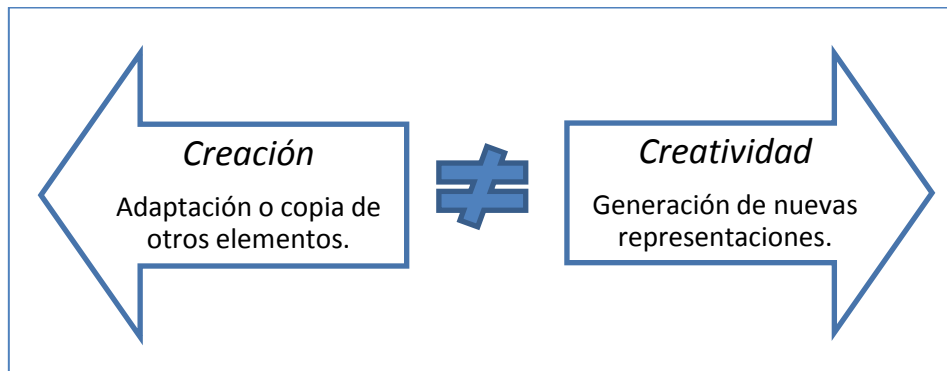 Creación
Adaptación o copia de
otros elementos.
≠
Creatividad
Generación de nuevas
representaciones.